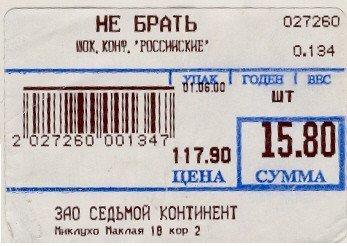 НЕ БРАТЬ 027260
ШОК. КОНФ. "РОССИЙСКИЕ" 0.134
УПАК ГОДЕН ВЕС
01.06.00 ШТ
2 027260 001347
117.90 15.80
ЦЕНА СУММА
ЗАО СЕДЬМОЙ КОНТИНЕНТ
Миклухо Маклая 18 кор 2